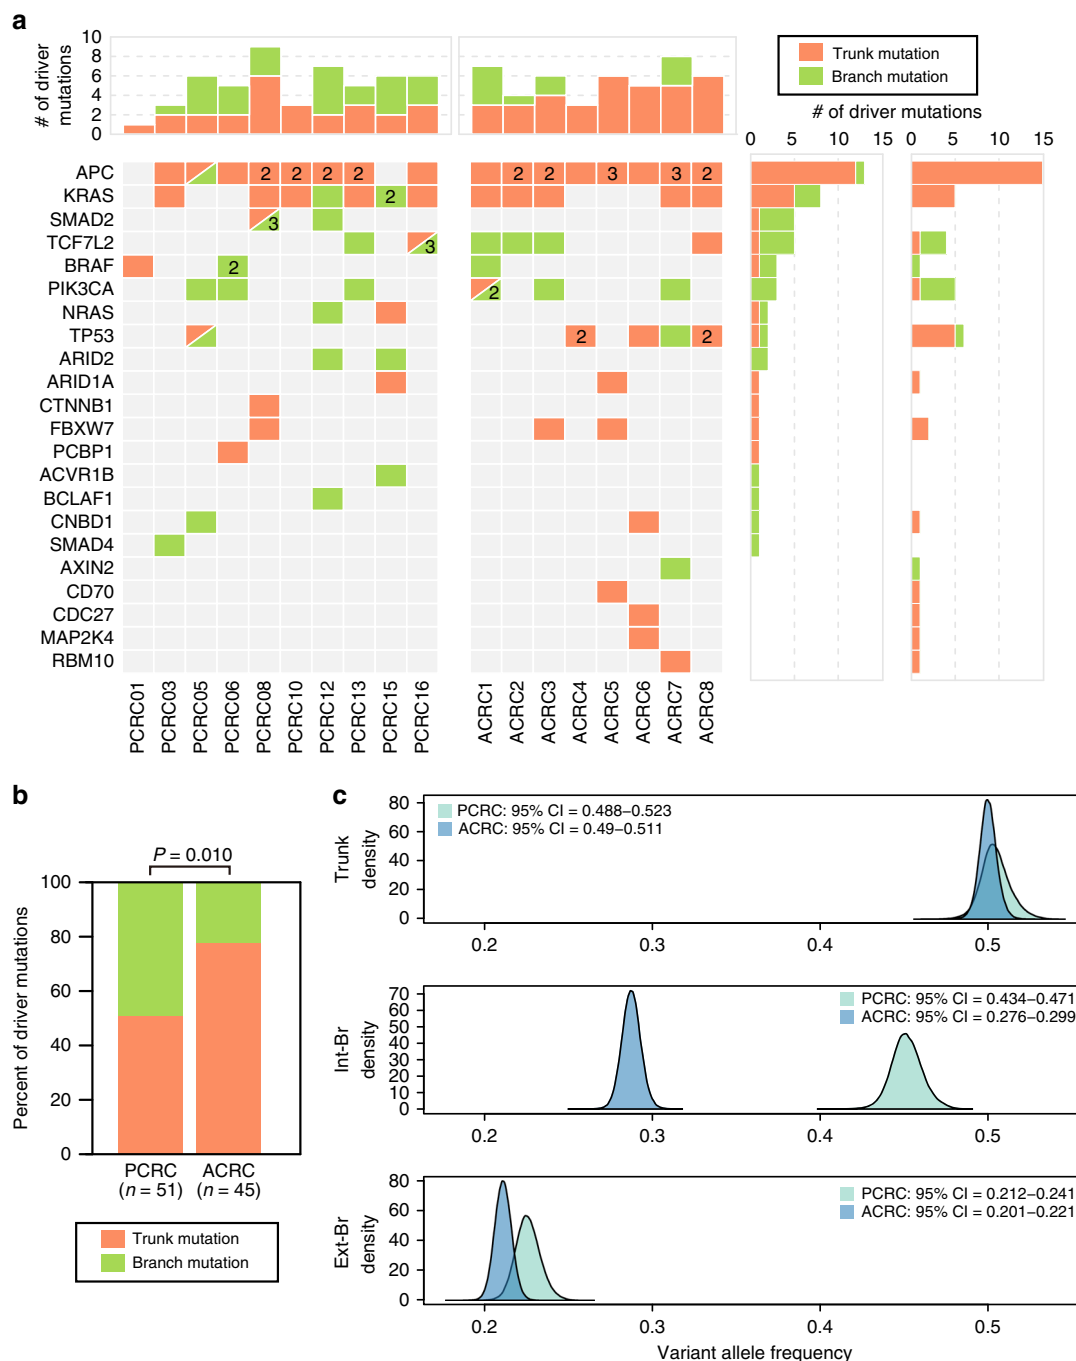 a
# of driver
mutations
10
8
6
4
2
0
Trunk mutation
Branch mutation
# of driver mutations
0 5 10 15 0 5 10 15
APC 2 2 2 2 2 2 3 3 2
KRAS 2
SMAD2 3
TCF7L2 3
BRAF 2
PIK3CA 2
NRAS
TP53 2 2
ARID2
ARID1A
CTNNB1
FBXW7
PCBP1
ACVR1B
BCLAF1
CNBD1
SMAD4
AXIN2
CD70
CDC27
MAP2K4
RBM10
PCRC01 PCRC03 PCRC05 PCRC06 PCRC08 PCRC10 PCRC12 PCRC13 PCRC15 PCRC16 ACRC1 ACRC2 ACRC3 ACRC4 ACRC5 ACRC6 ACRC7 ACRC8
b
P = 0.010
Percent of driver mutations
100
80
60
40
20
0
PCRC ACRC
(n = 51) (n = 45)
Trunk mutation
Branch mutation
c
Trunk
density
80
60
40
20
0
PCRC: 95% CI = 0.488–0.523
ACRC: 95% CI = 0.49–0.511
0.2 0.3 0.4 0.5
Int-Br
density
70
60
50
40
30
20
10
0
PCRC: 95% CI = 0.434–0.471
ACRC: 95% CI = 0.276–0.299
0.2 0.3 0.4 0.5
Ext-Br
density
80
60
40
20
0
PCRC: 95% CI = 0.212–0.241
ACRC: 95% CI = 0.201–0.221
0.2 0.3 0.4 0.5
Variant allele frequency